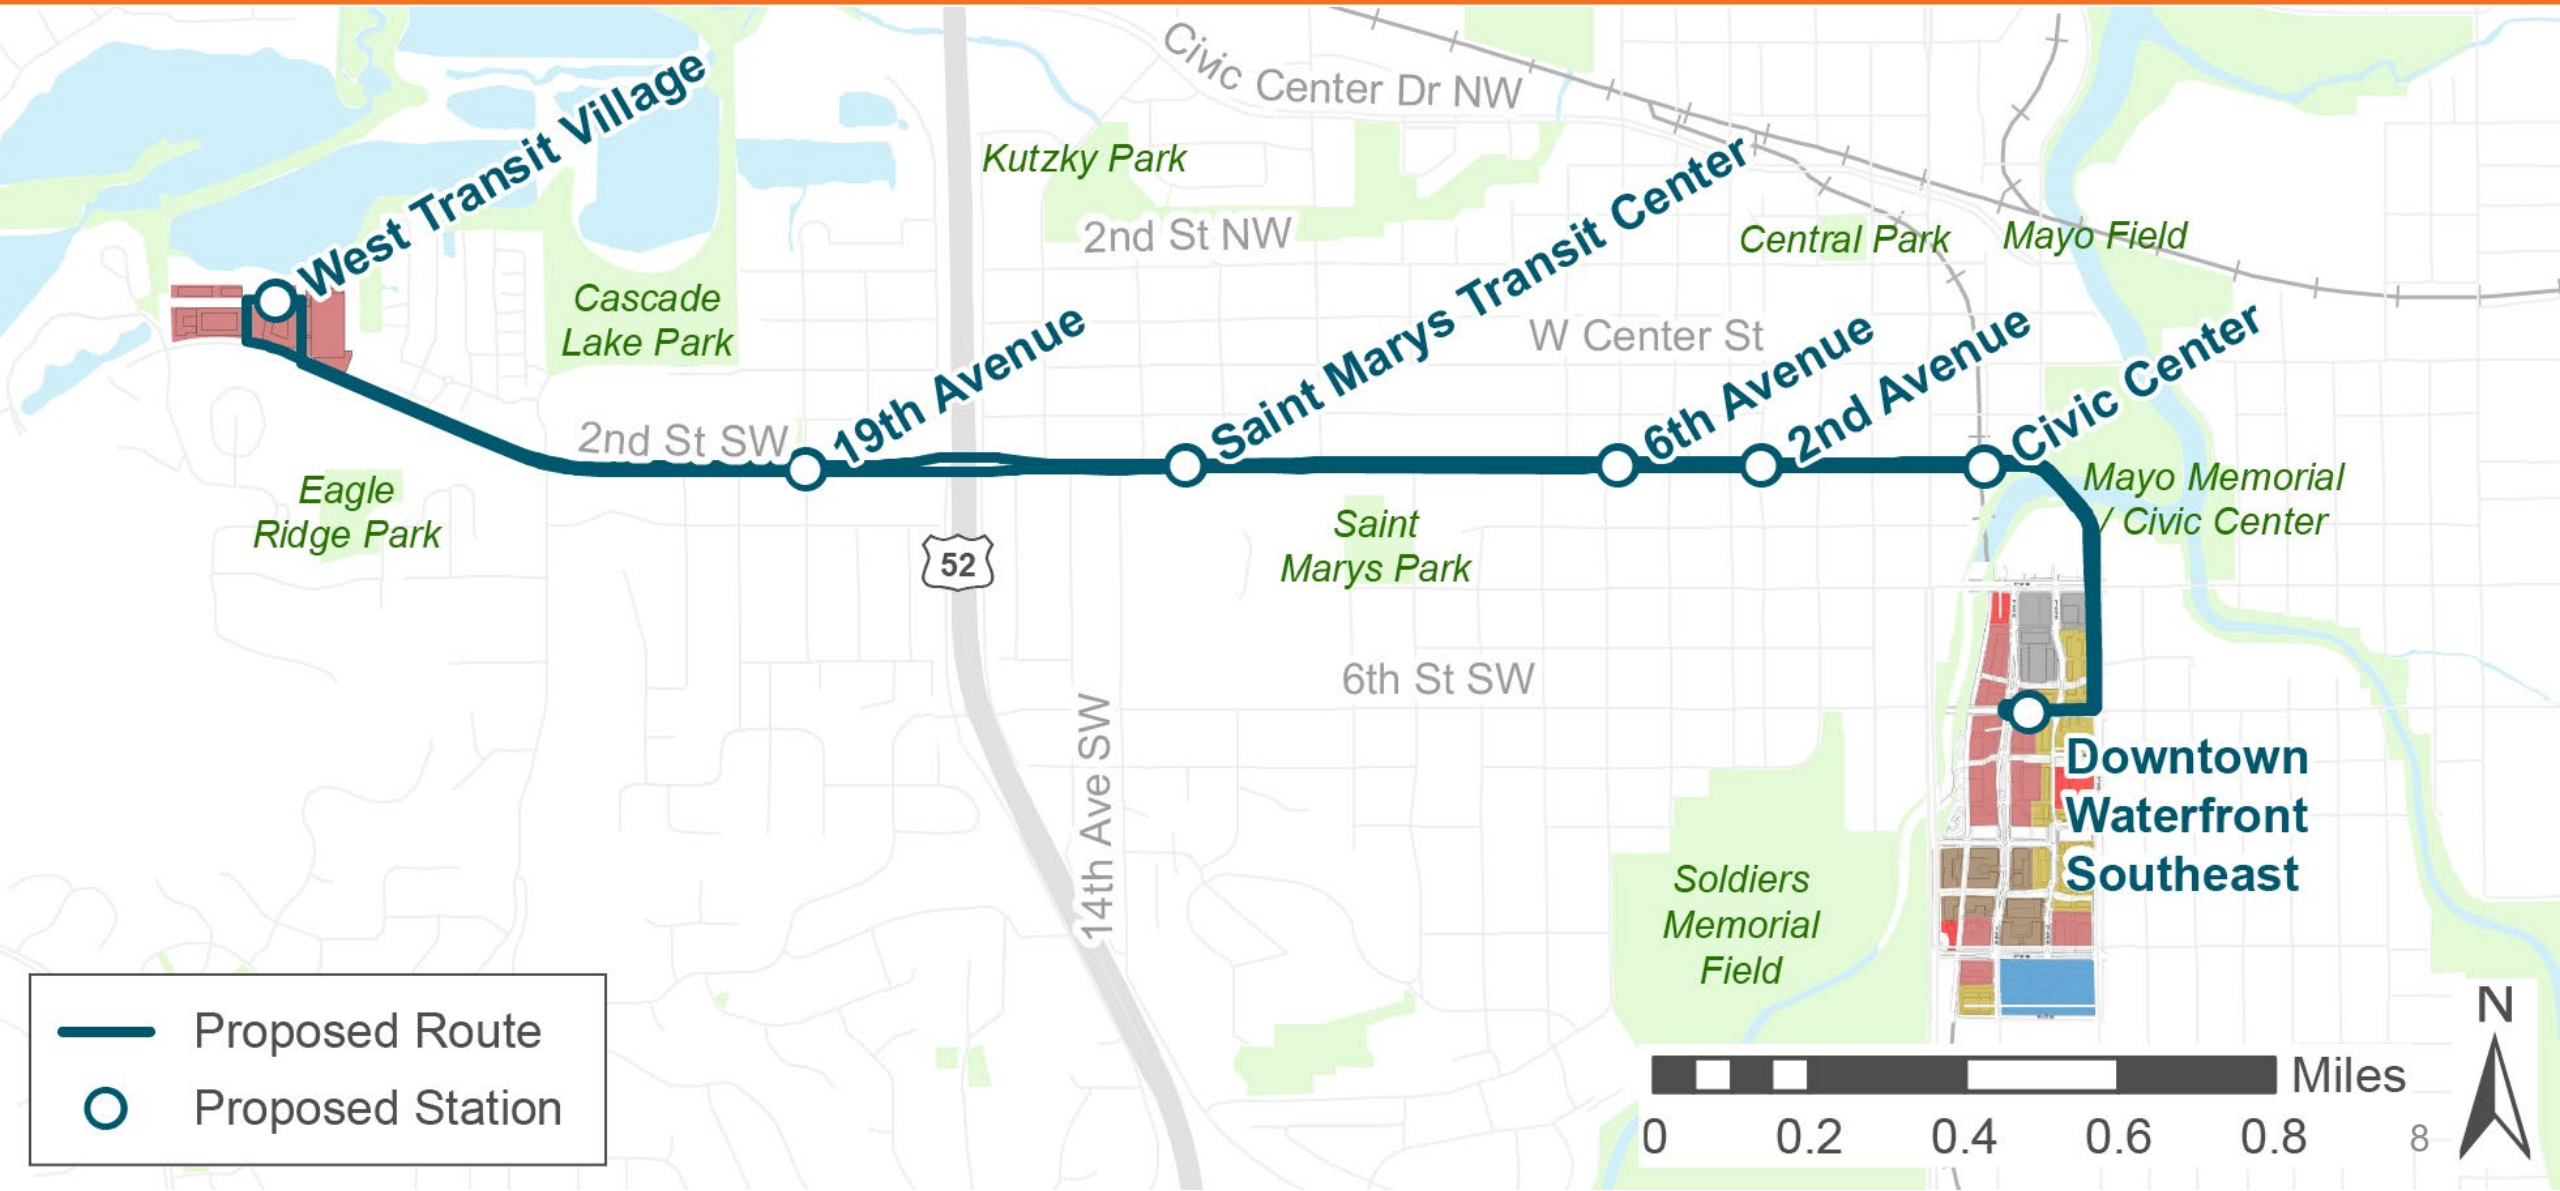 Civic Center Dr NW
West Transit Village
Kutzky Park
2nd St NW
Saint Marys Transit Center
Central Park
Mayo Field
Cascade
Lake Park
19th Avenue
W Center St
6th Avenue
2nd Avenue
Civic Center
2nd St SW
Eagle
Ridge Park
52
Saint
Marys Park
Mayo Memorial
/ Civic Center
6th St SW
14th Ave SW
Downtown
Waterfront
Southeast
Soldiers
Memorial
Field
Proposed Route
Proposed Station
Miles
0 0.2 0.4 0.6 0.8
8
N